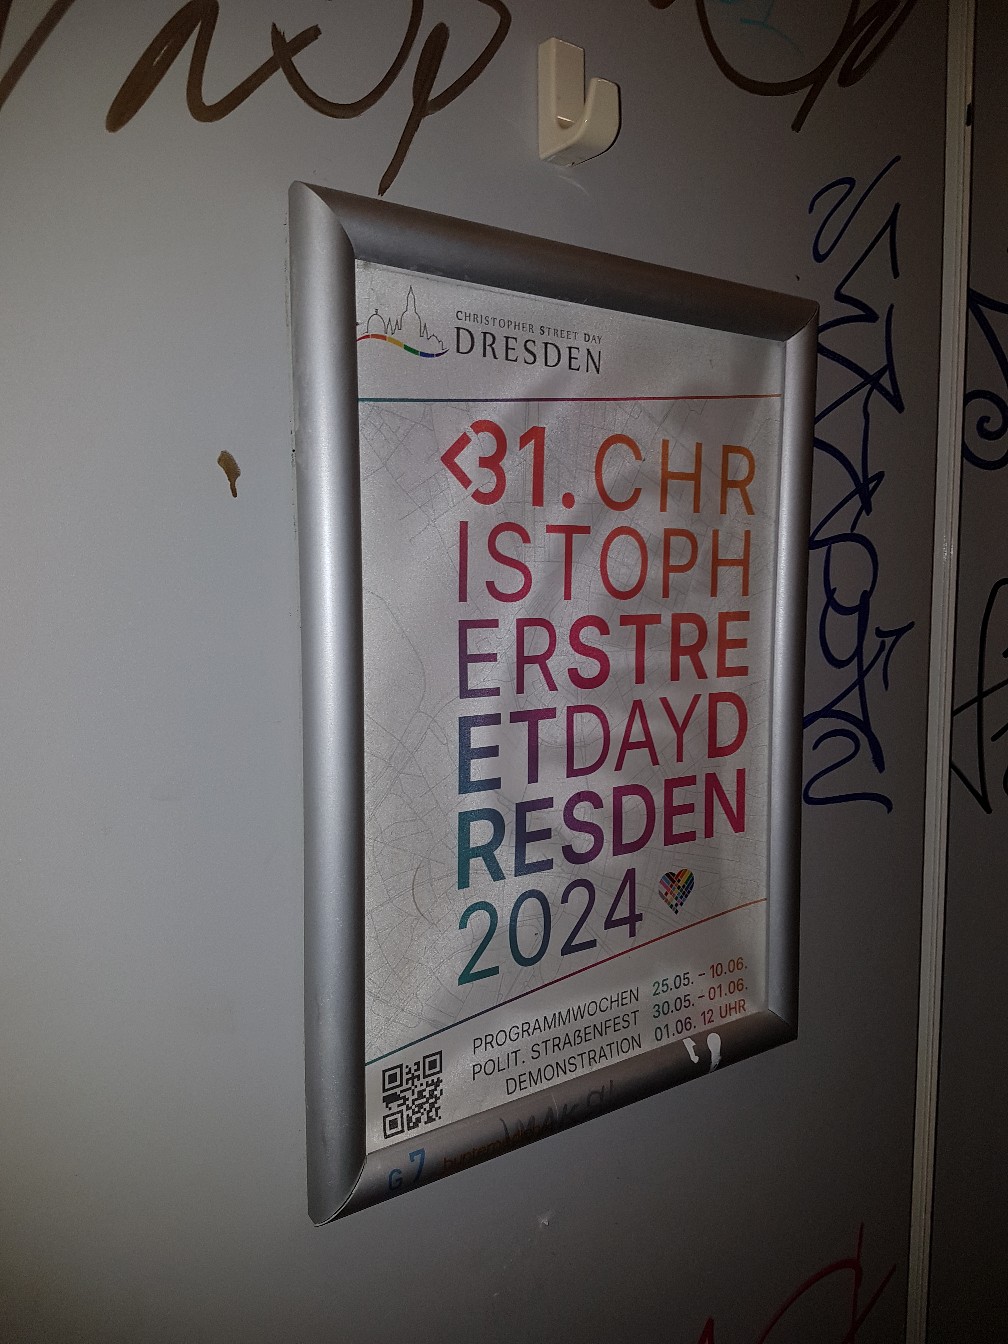 CHRISTOPHER STREET DAY
DRESDEN
<31. CHR
ISTOPH
ERSTRE
ETDAYD
RESDEN
2024
PROGRAMMWOCHEN 25.05. – 10.06.
POLIT. STRAßENFEST 30.05. – 01.06.
DEMONSTRATION 01.06. 12 UHR
G7